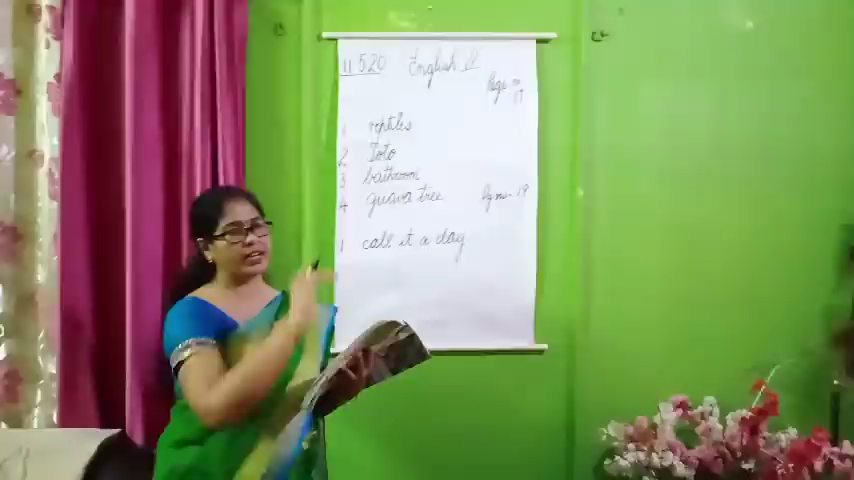 11 5 20 English II
Page no
17
1 reptiles
2 Toto
3 bathroom
4 guava tree Pg no- 19
1 call it a day